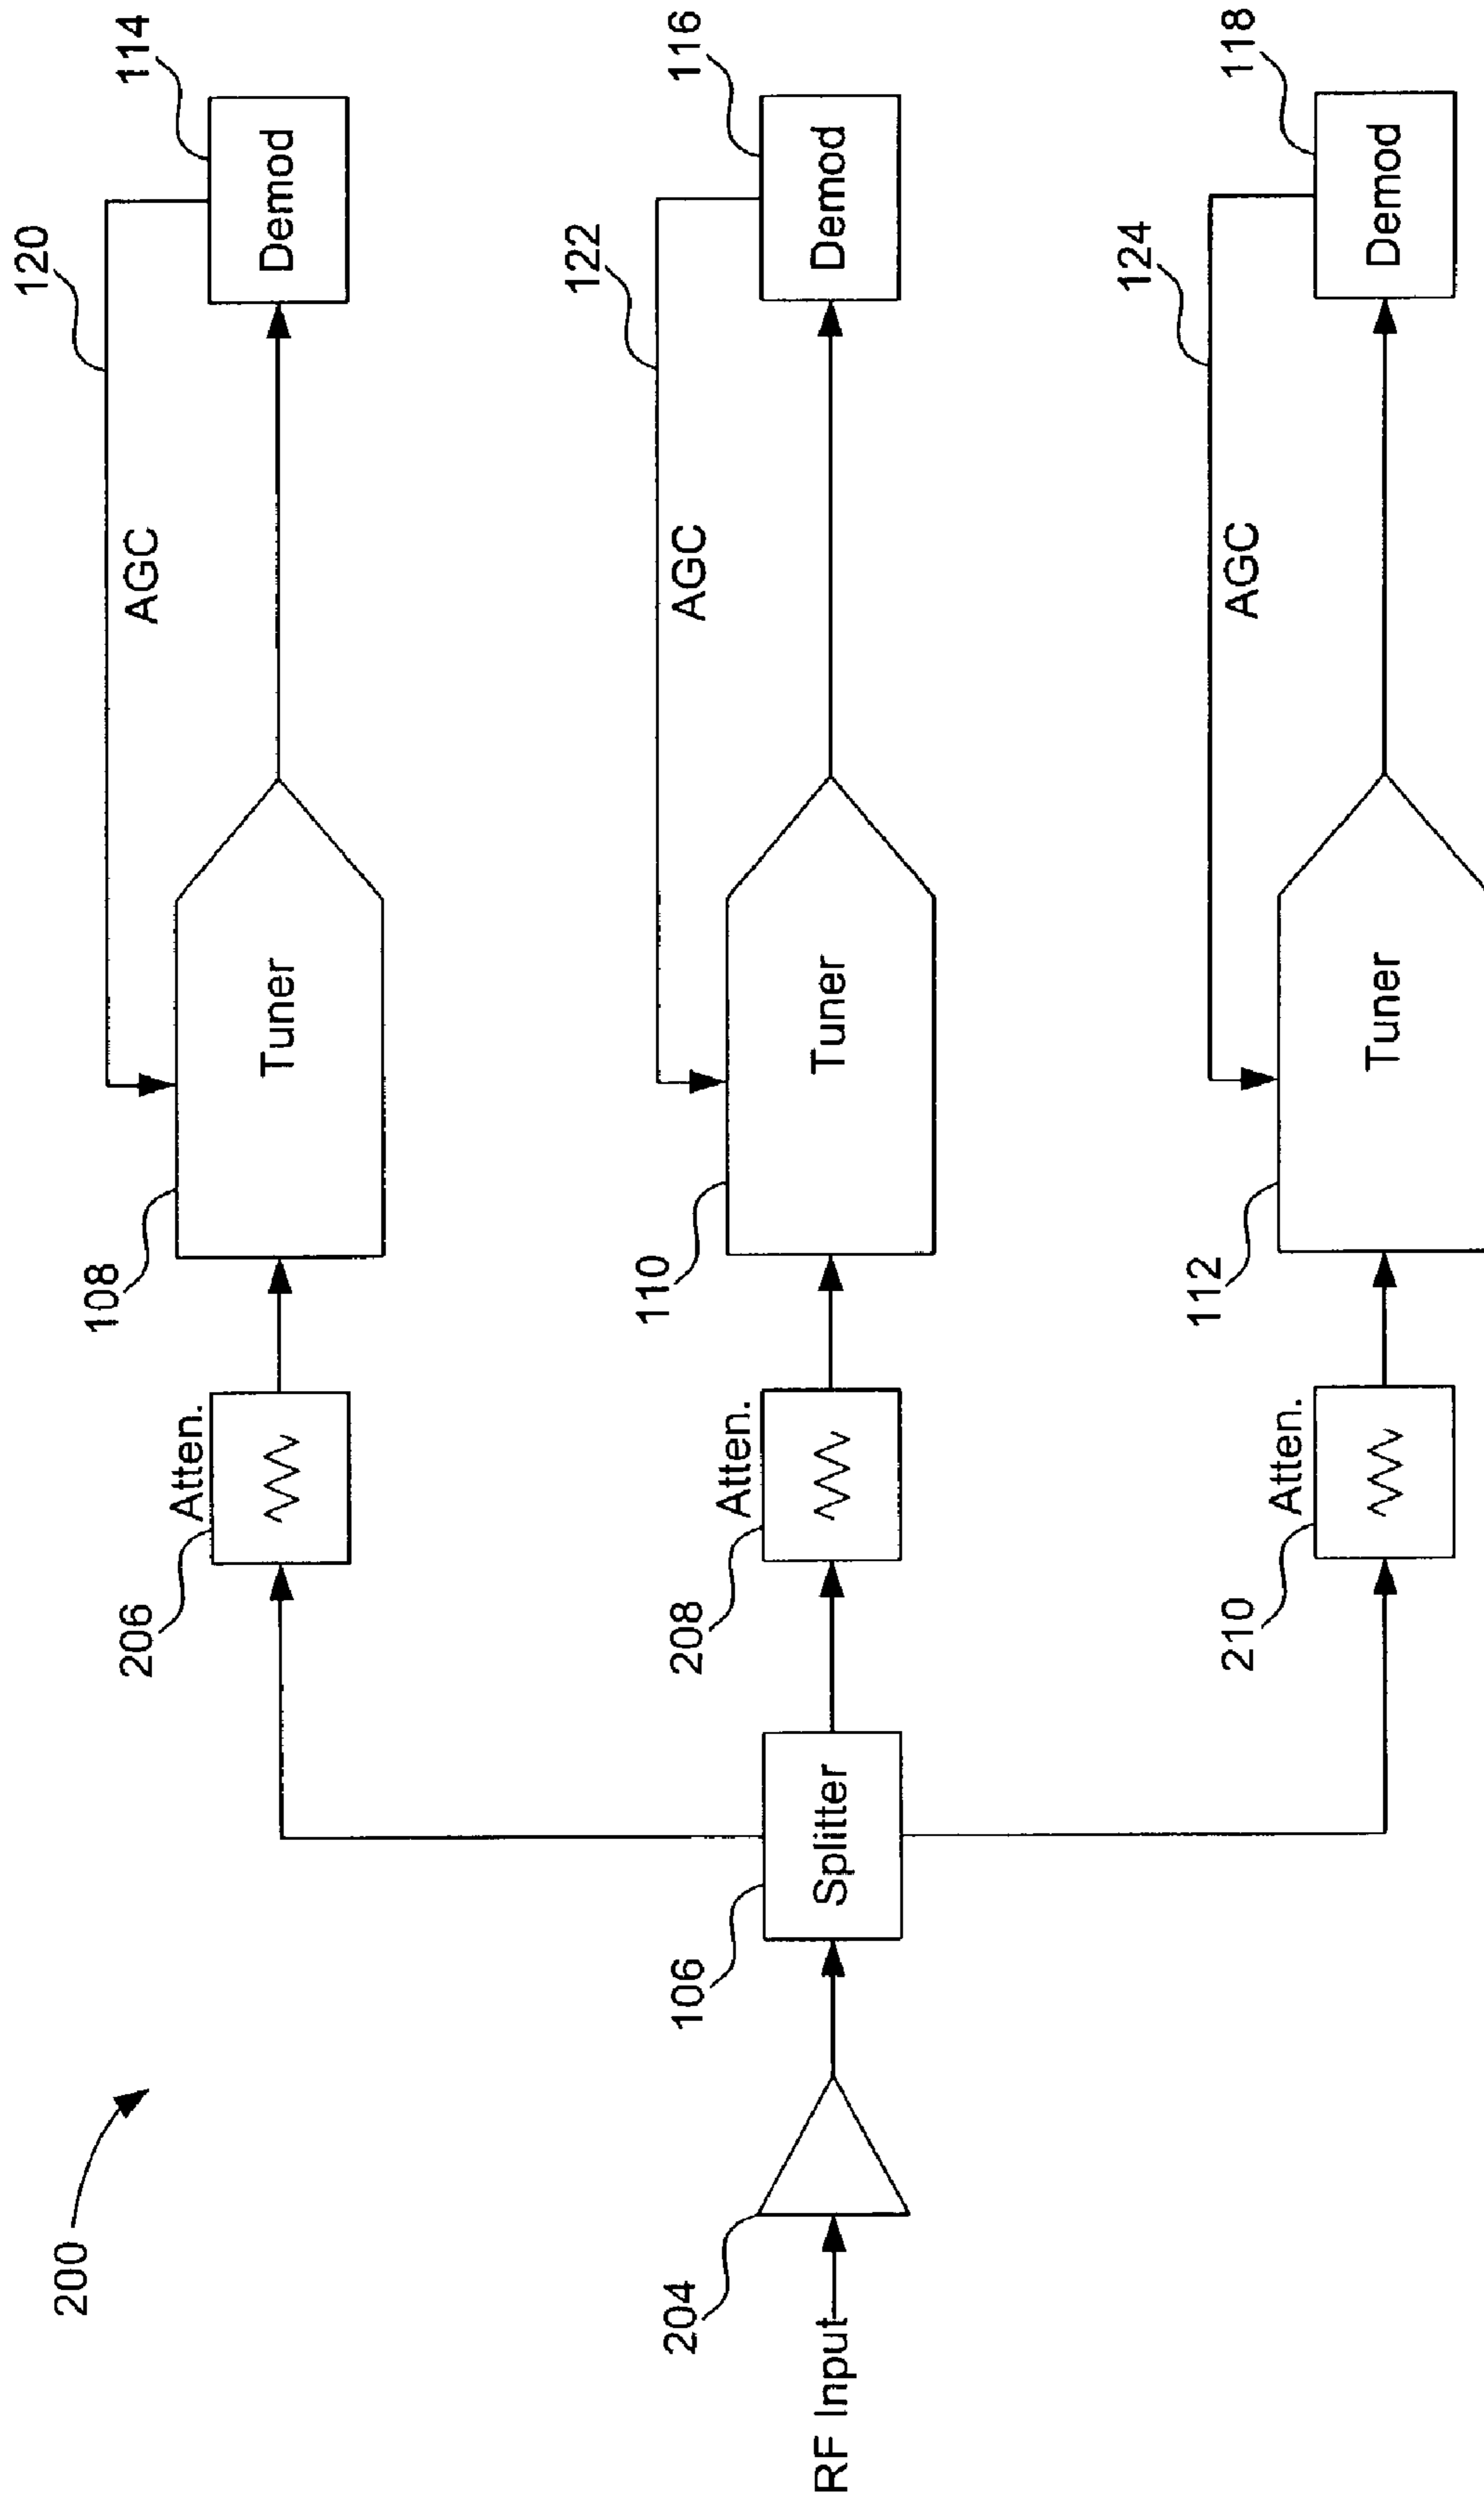 200
RF Input
204
Splitter
106
Atten.
206
Tuner
108
AGC
120
Demod
114
Atten.
208
Tuner
110
AGC
122
Demod
116
Atten.
210
Tuner
112
AGC
124
Demod
118